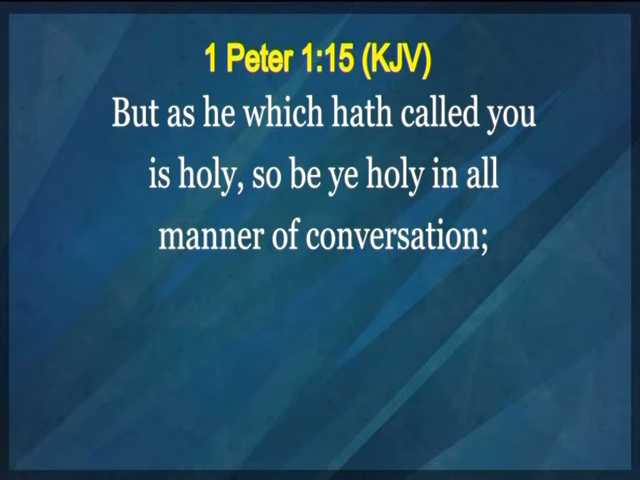 1 Peter 1:15 (KJV)
But as he which hath called you
is holy, so be ye holy in all
manner of conversation;